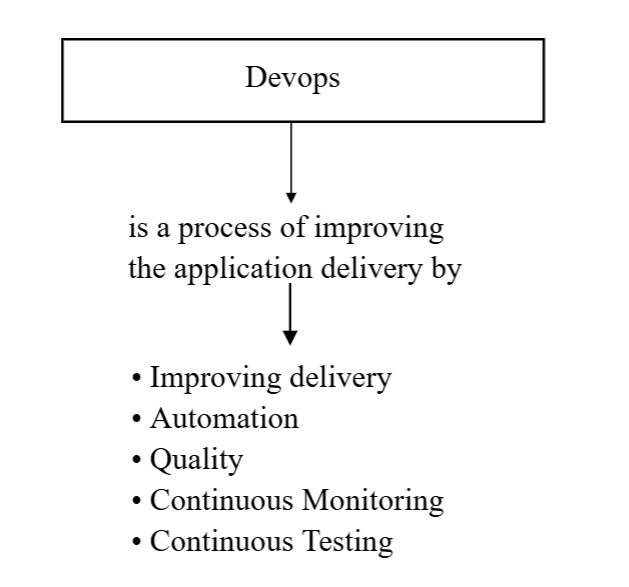 Devops
is a process of improving
the application delivery by
• Improving delivery
• Automation
• Quality
• Continuous Monitoring
• Continuous Testing